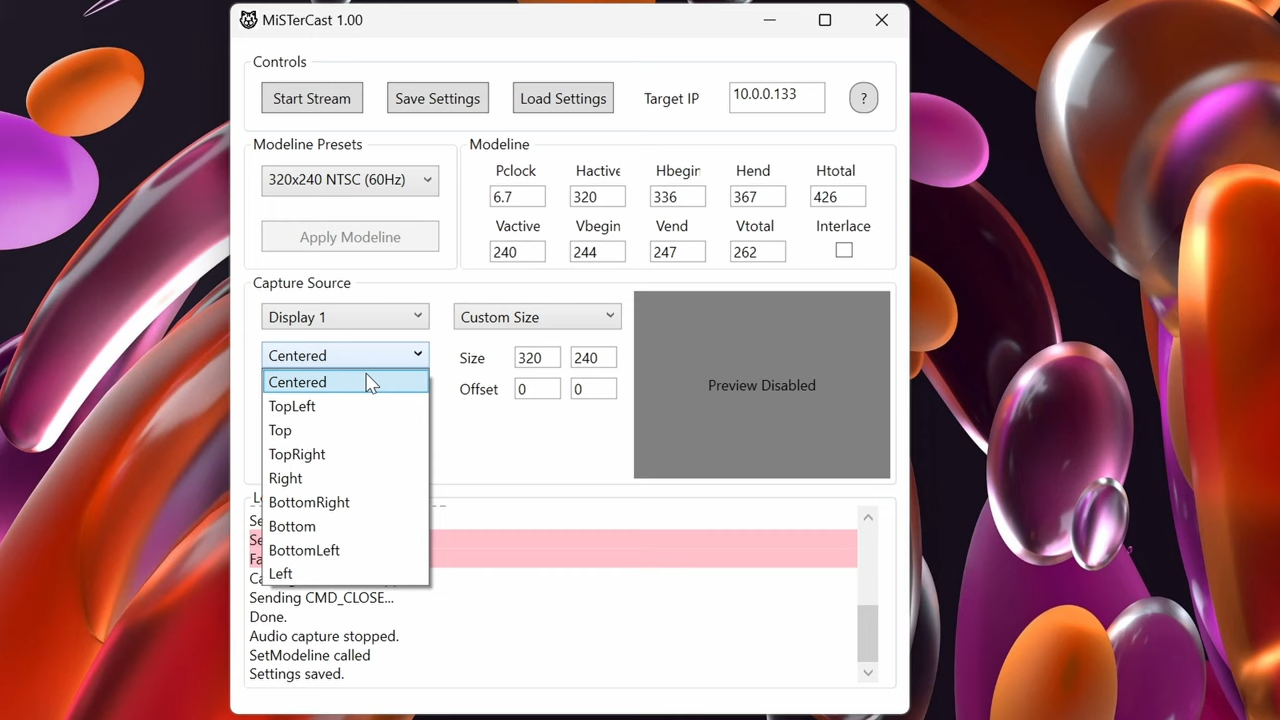 MiSTerCast 1.00
Controls
Start Stream
Save Settings
Load Settings
Target IP
10.0.0.133
?
Modeline Presets
320x240 NTSC (60Hz)
Apply Modeline
Modeline
Pclock Hactive Hbegin Hend Htotal
6.7 320 336 367 426
Vactive Vbegin Vend Vtotal Interlace
240 244 247 262
Capture Source
Display 1
Custom Size
Centered
Size 320 240
Offset 0 0
Preview Disabled
Centered
TopLeft
Top
TopRight
Right
BottomRight
Bottom
BottomLeft
Left
Sending CMD_CLOSE...
Done.
Audio capture stopped.
SetModeline called
Settings saved.